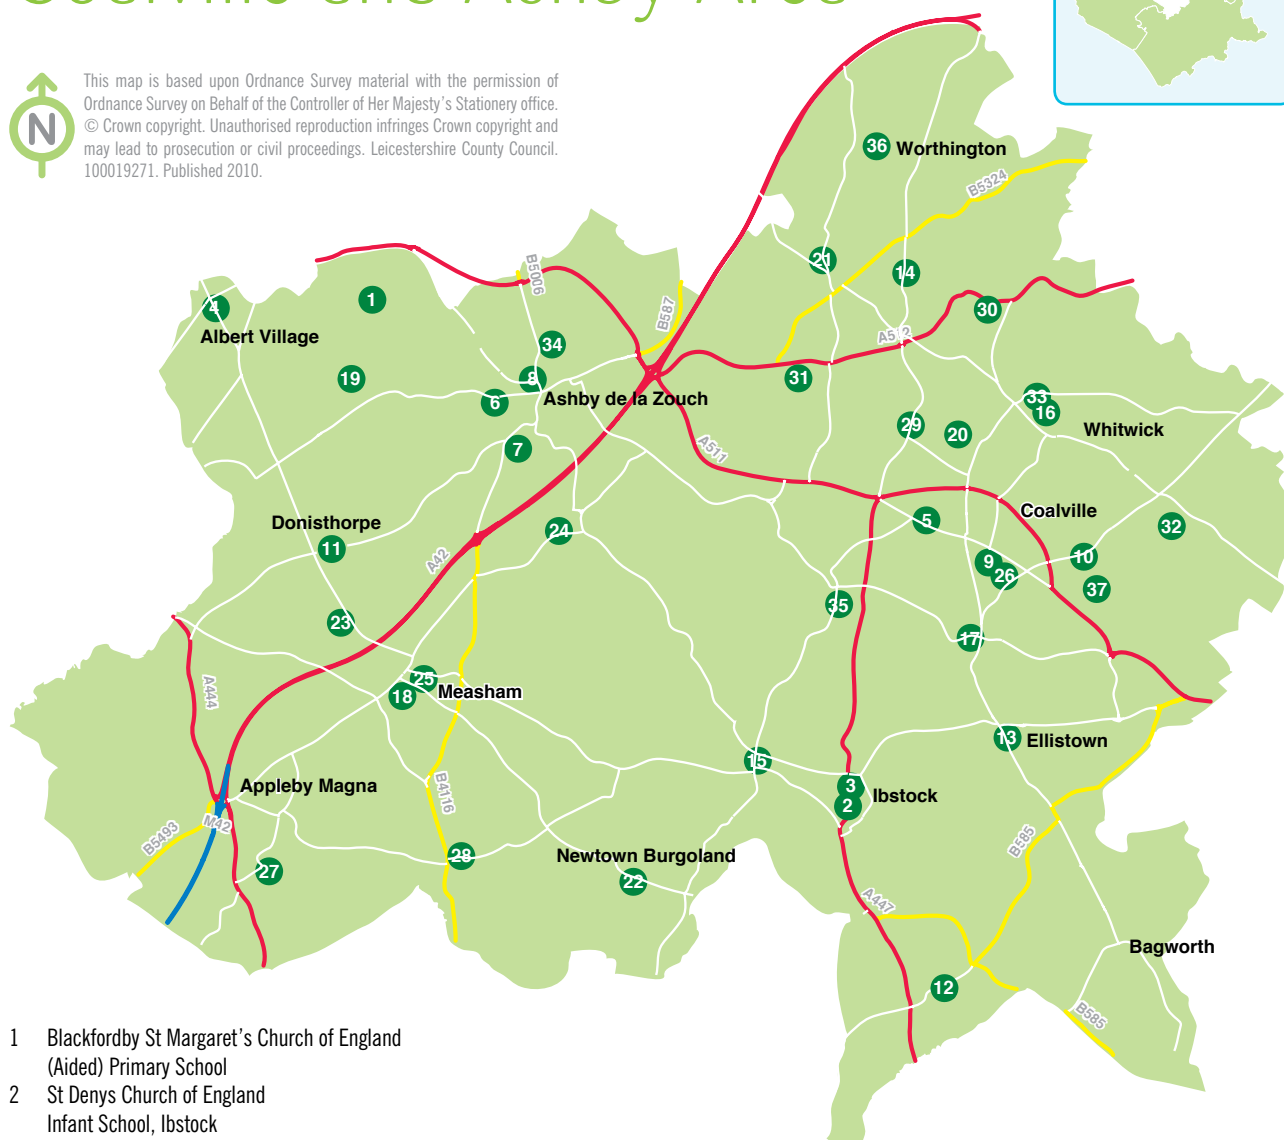 Coalville and Ashby Area
This map is based upon Ordnance Survey material with the permission of
Ordnance Survey on Behalf of the Controller of Her Majesty's Stationery office.
© Crown copyright. Unauthorised reproduction infringes Crown copyright and
may lead to prosecution or civil proceedings. Leicestershire County Council.
100019271. Published 2010.
N
36 Worthington
B5324
21
14
B5006
B587
4
1
30
Albert Village
A512
34
19
8
31
6
Ashby de la Zouch
33
16
29
20
Whitwick
7
A511
Coalville
Donisthorpe
5
32
24
11
A42
9
10
26
37
35
23
17
A444
25
18
Measham
13 Ellistown
15
Appleby Magna
B4116
3
2
Ibstock
M42
B5493
B585
Newtown Burgoland
28
27
22
A447
Bagworth
12
B585
1 Blackfordby St Margaret's Church of England
(Aided) Primary School
2 St Denys Church of England
Infant School, Ibstock